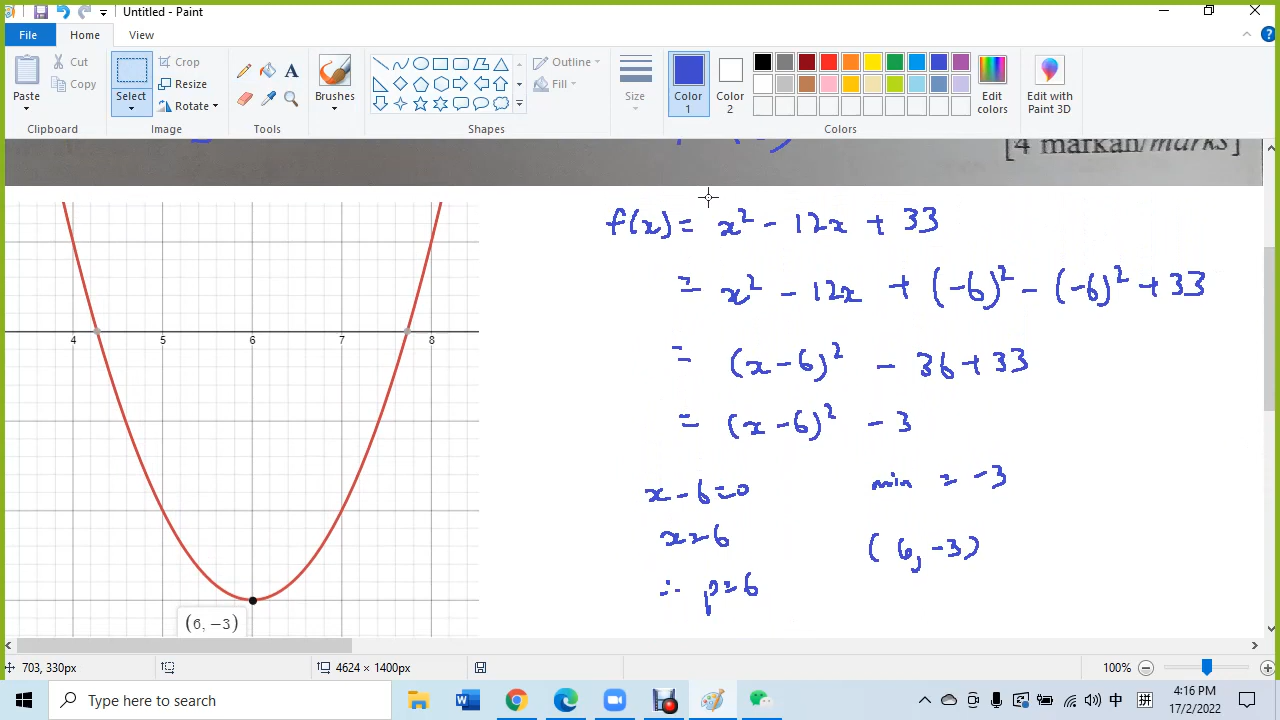 Untitled - Paint
File
Home
View
Paste
Cut
Copy
Clipboard
Select
Crop
Resize
Rotate
Image
Tools
Brushes
Outline
Fill
Shapes
Size
Color 1
Color 2
Edit colors
Edit with Paint 3D
Colors
[4 markah/marks]
f(x) = x² - 12x + 33
= x² - 12x + (-6)² - (-6)² + 33
= (x - 6)² - 36 + 33
= (x - 6)² - 3
x - 6 = 0
min = -3
x = 6
(6, -3)
∴ p = 6
4 5 6 7 8
(6, −3)
703, 330px
4624 × 1400px
100%
Type here to search
中
拼
4:16 PM
17/2/2022